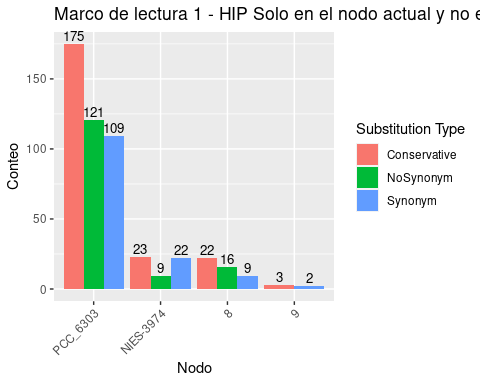 Marco de lectura 1 - HIP Solo en el nodo actual y no e
Conteo
150
100
50
0
175
121
109
23
9
22
22
16
9
3
2
PCC_6303
NIES-3974
8
9
Nodo
Substitution Type
Conservative
NoSynonym
Synonym